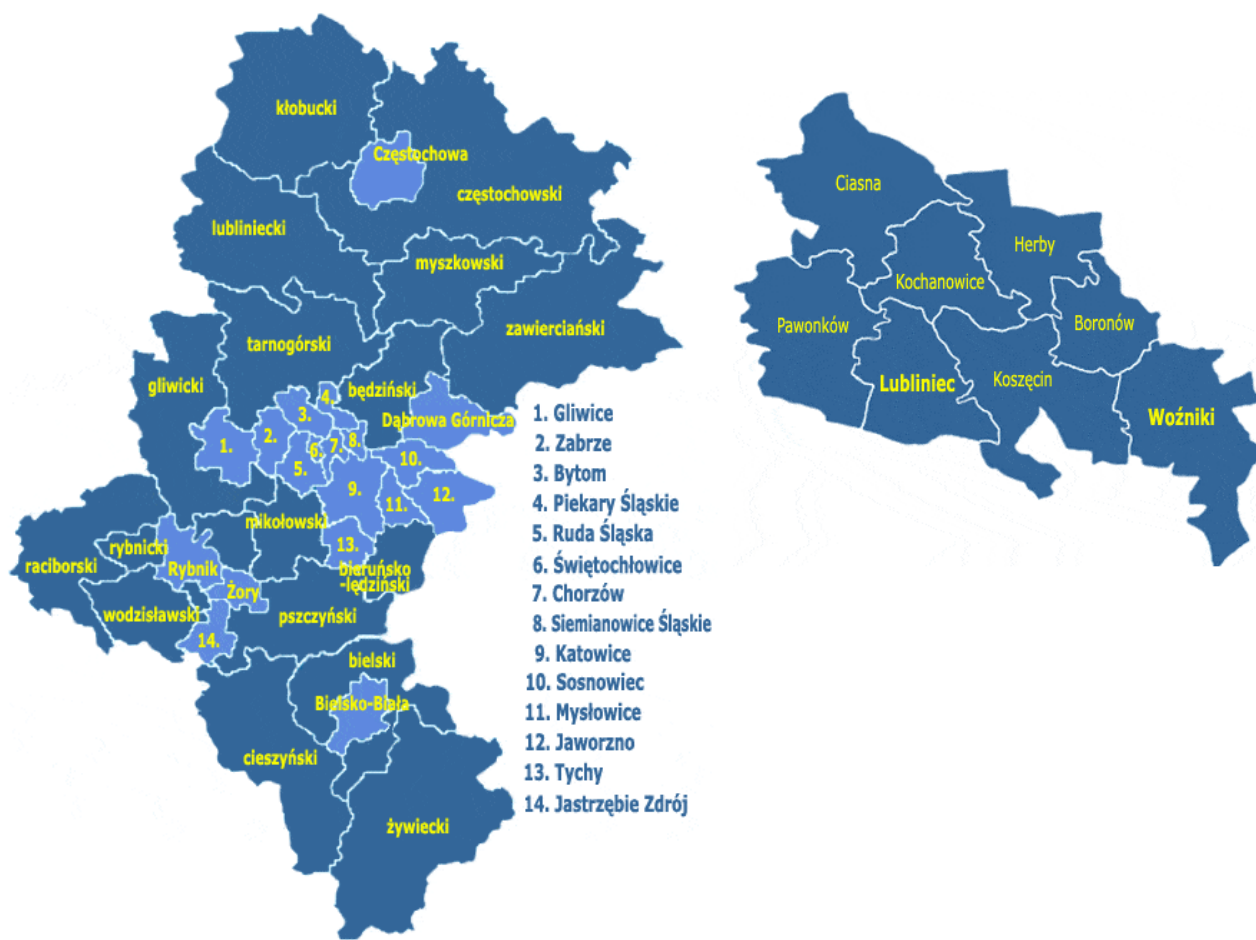 kłobucki
Częstochowa
częstochowski
lubliniecki
myszkowski
zawierciański
tarnogórski
gliwicki
będziński
Dąbrowa Górnicza
4.
3.
2.
1.
8.
7.
6.
5.
10.
9.
11.
12.
mikołowski
13.
rybnicki
raciborski
Rybnik
bieruńsko
-lędziński
Żory
wodzisławski
pszczyński
14.
bielski
Bielsko-Biała
cieszyński
żywiecki
1. Gliwice
2. Zabrze
3. Bytom
4. Piekary Śląskie
5. Ruda Śląska
6. Świętochłowice
7. Chorzów
8. Siemianowice Śląskie
9. Katowice
10. Sosnowiec
11. Mysłowice
12. Jaworzno
13. Tychy
14. Jastrzębie Zdrój
Ciasna
Herby
Kochanowice
Pawonków
Boronów
Lubliniec
Koszęcin
Woźniki